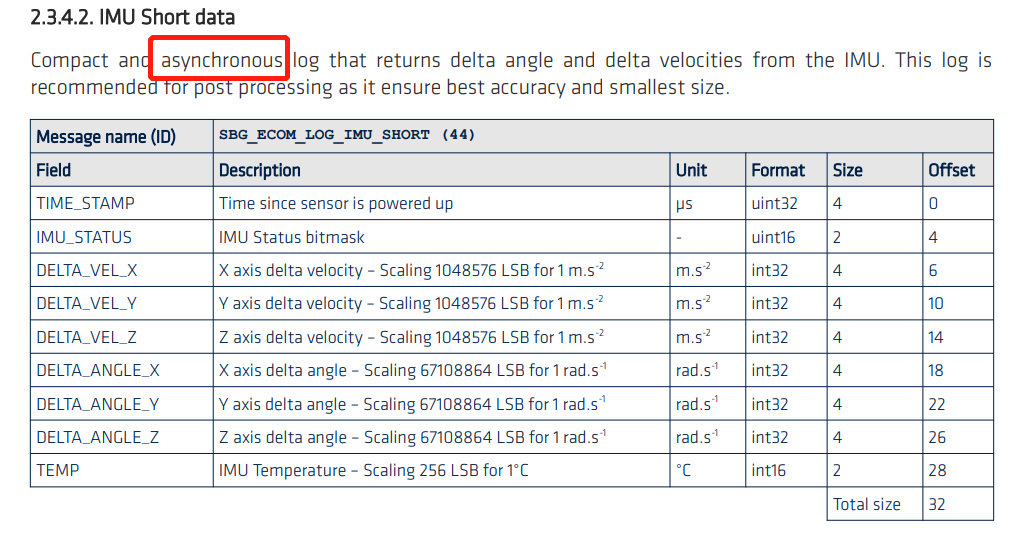 2.3.4.2. IMU Short data
Compact and asynchronous log that returns delta angle and delta velocities from the IMU. This log is
recommended for post processing as it ensure best accuracy and smallest size.
Message name (ID) SBG_ECOM_LOG_IMU_SHORT (44)
Field Description Unit Format Size Offset
TIME_STAMP Time since sensor is powered up µs uint32 4 0
IMU_STATUS IMU Status bitmask - uint16 2 4
DELTA_VEL_X X axis delta velocity – Scaling 1048576 LSB for 1 m.s⁻² m.s⁻² int32 4 6
DELTA_VEL_Y Y axis delta velocity – Scaling 1048576 LSB for 1 m.s⁻² m.s⁻² int32 4 10
DELTA_VEL_Z Z axis delta velocity – Scaling 1048576 LSB for 1 m.s⁻² m.s⁻² int32 4 14
DELTA_ANGLE_X X axis delta angle – Scaling 67108864 LSB for 1 rad.s⁻¹ rad.s⁻¹ int32 4 18
DELTA_ANGLE_Y Y axis delta angle – Scaling 67108864 LSB for 1 rad.s⁻¹ rad.s⁻¹ int32 4 22
DELTA_ANGLE_Z Z axis delta angle – Scaling 67108864 LSB for 1 rad.s⁻¹ rad.s⁻¹ int32 4 26
TEMP IMU Temperature – Scaling 256 LSB for 1°C °C int16 2 28
Total size 32